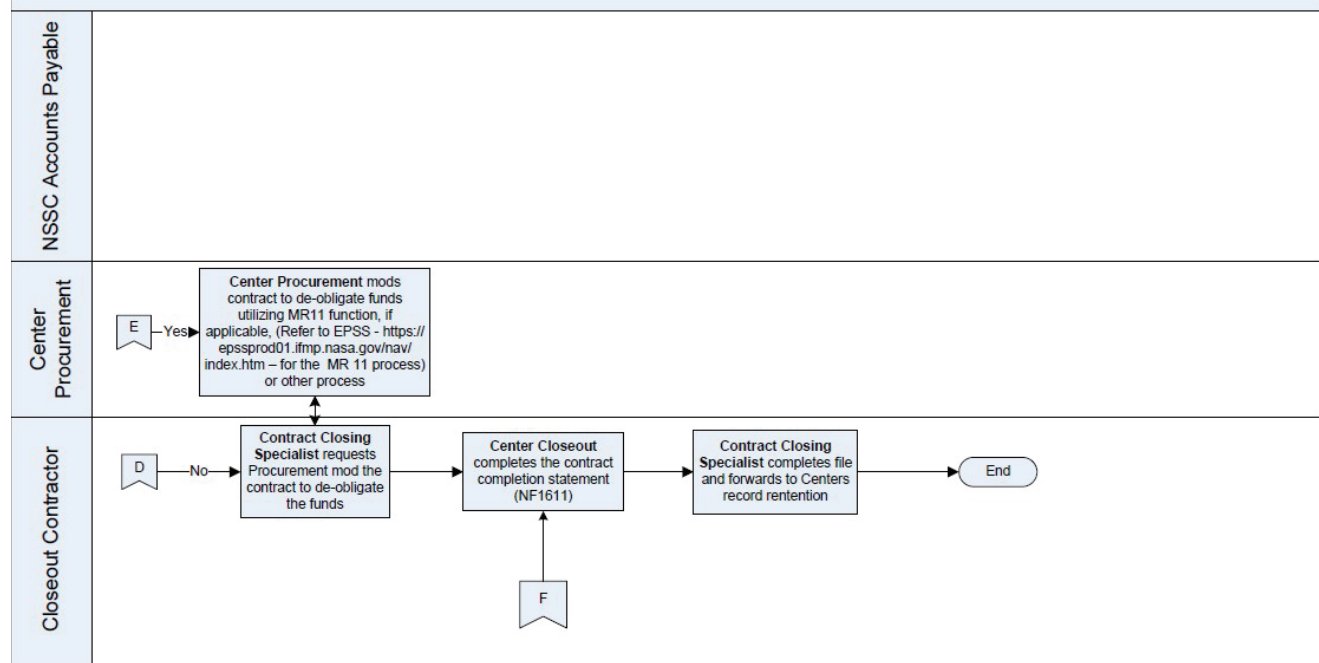 NSSC Accounts Payable
Center
Procurement
E
Yes
Center Procurement mods
contract to de-obligate funds
utilizing MR11 function, if
applicable, (Refer to EPSS - https://
epssprod01.ifmp.nasa.gov/nav/
index.htm – for the MR 11 process)
or other process
Closeout Contractor
D
No
Contract Closing
Specialist requests
Procurement mod the
contract to de-obligate
the funds
Center Closeout
completes the contract
completion statement
(NF1611)
Contract Closing
Specialist completes file
and forwards to Centers
record rentention
End
F